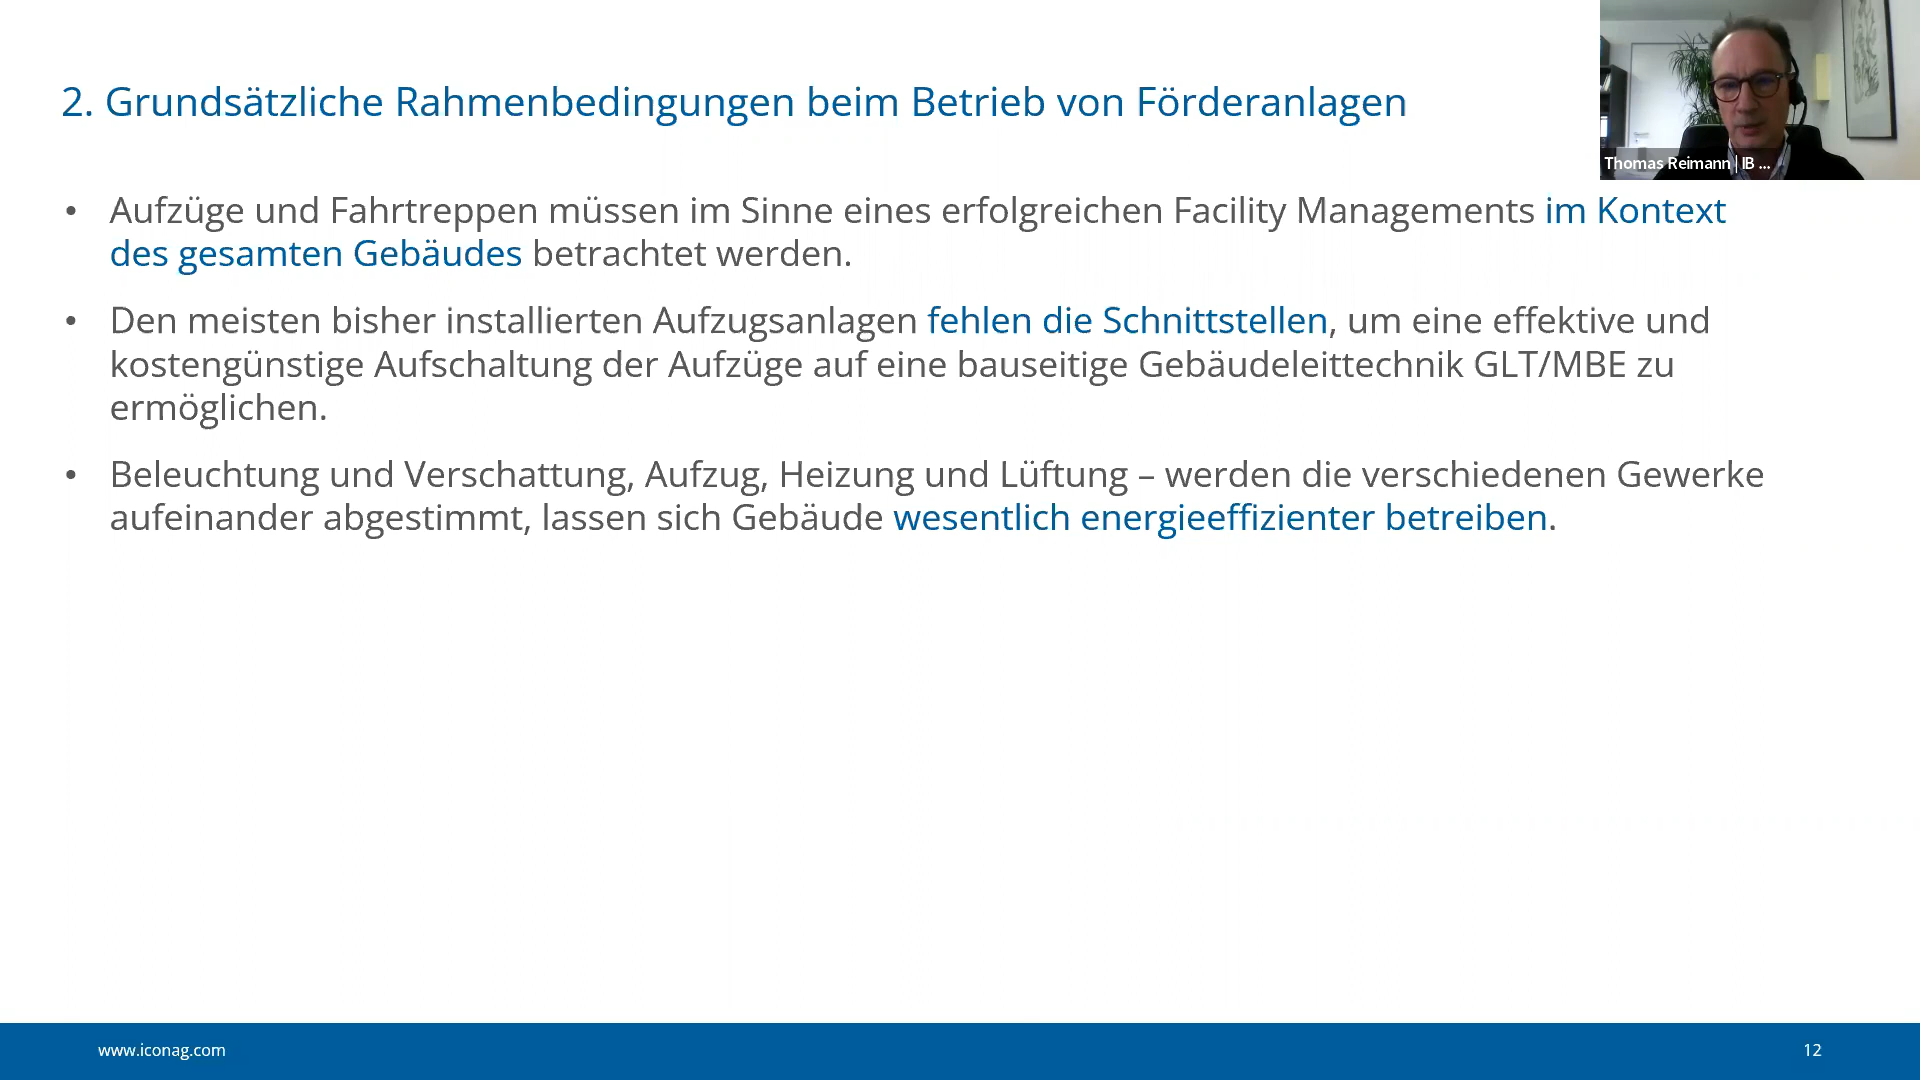 2. Grundsätzliche Rahmenbedingungen beim Betrieb von Förderanlagen
Thomas Reimann | IB ...
• Aufzüge und Fahrtreppen müssen im Sinne eines erfolgreichen Facility Managements im Kontext
des gesamten Gebäudes betrachtet werden.
• Den meisten bisher installierten Aufzugsanlagen fehlen die Schnittstellen, um eine effektive und
kostengünstige Aufschaltung der Aufzüge auf eine bauseitige Gebäudeleittechnik GLT/MBE zu
ermöglichen.
• Beleuchtung und Verschattung, Aufzug, Heizung und Lüftung – werden die verschiedenen Gewerke
aufeinander abgestimmt, lassen sich Gebäude wesentlich energieeffizienter betreiben.
www.iconag.com
12